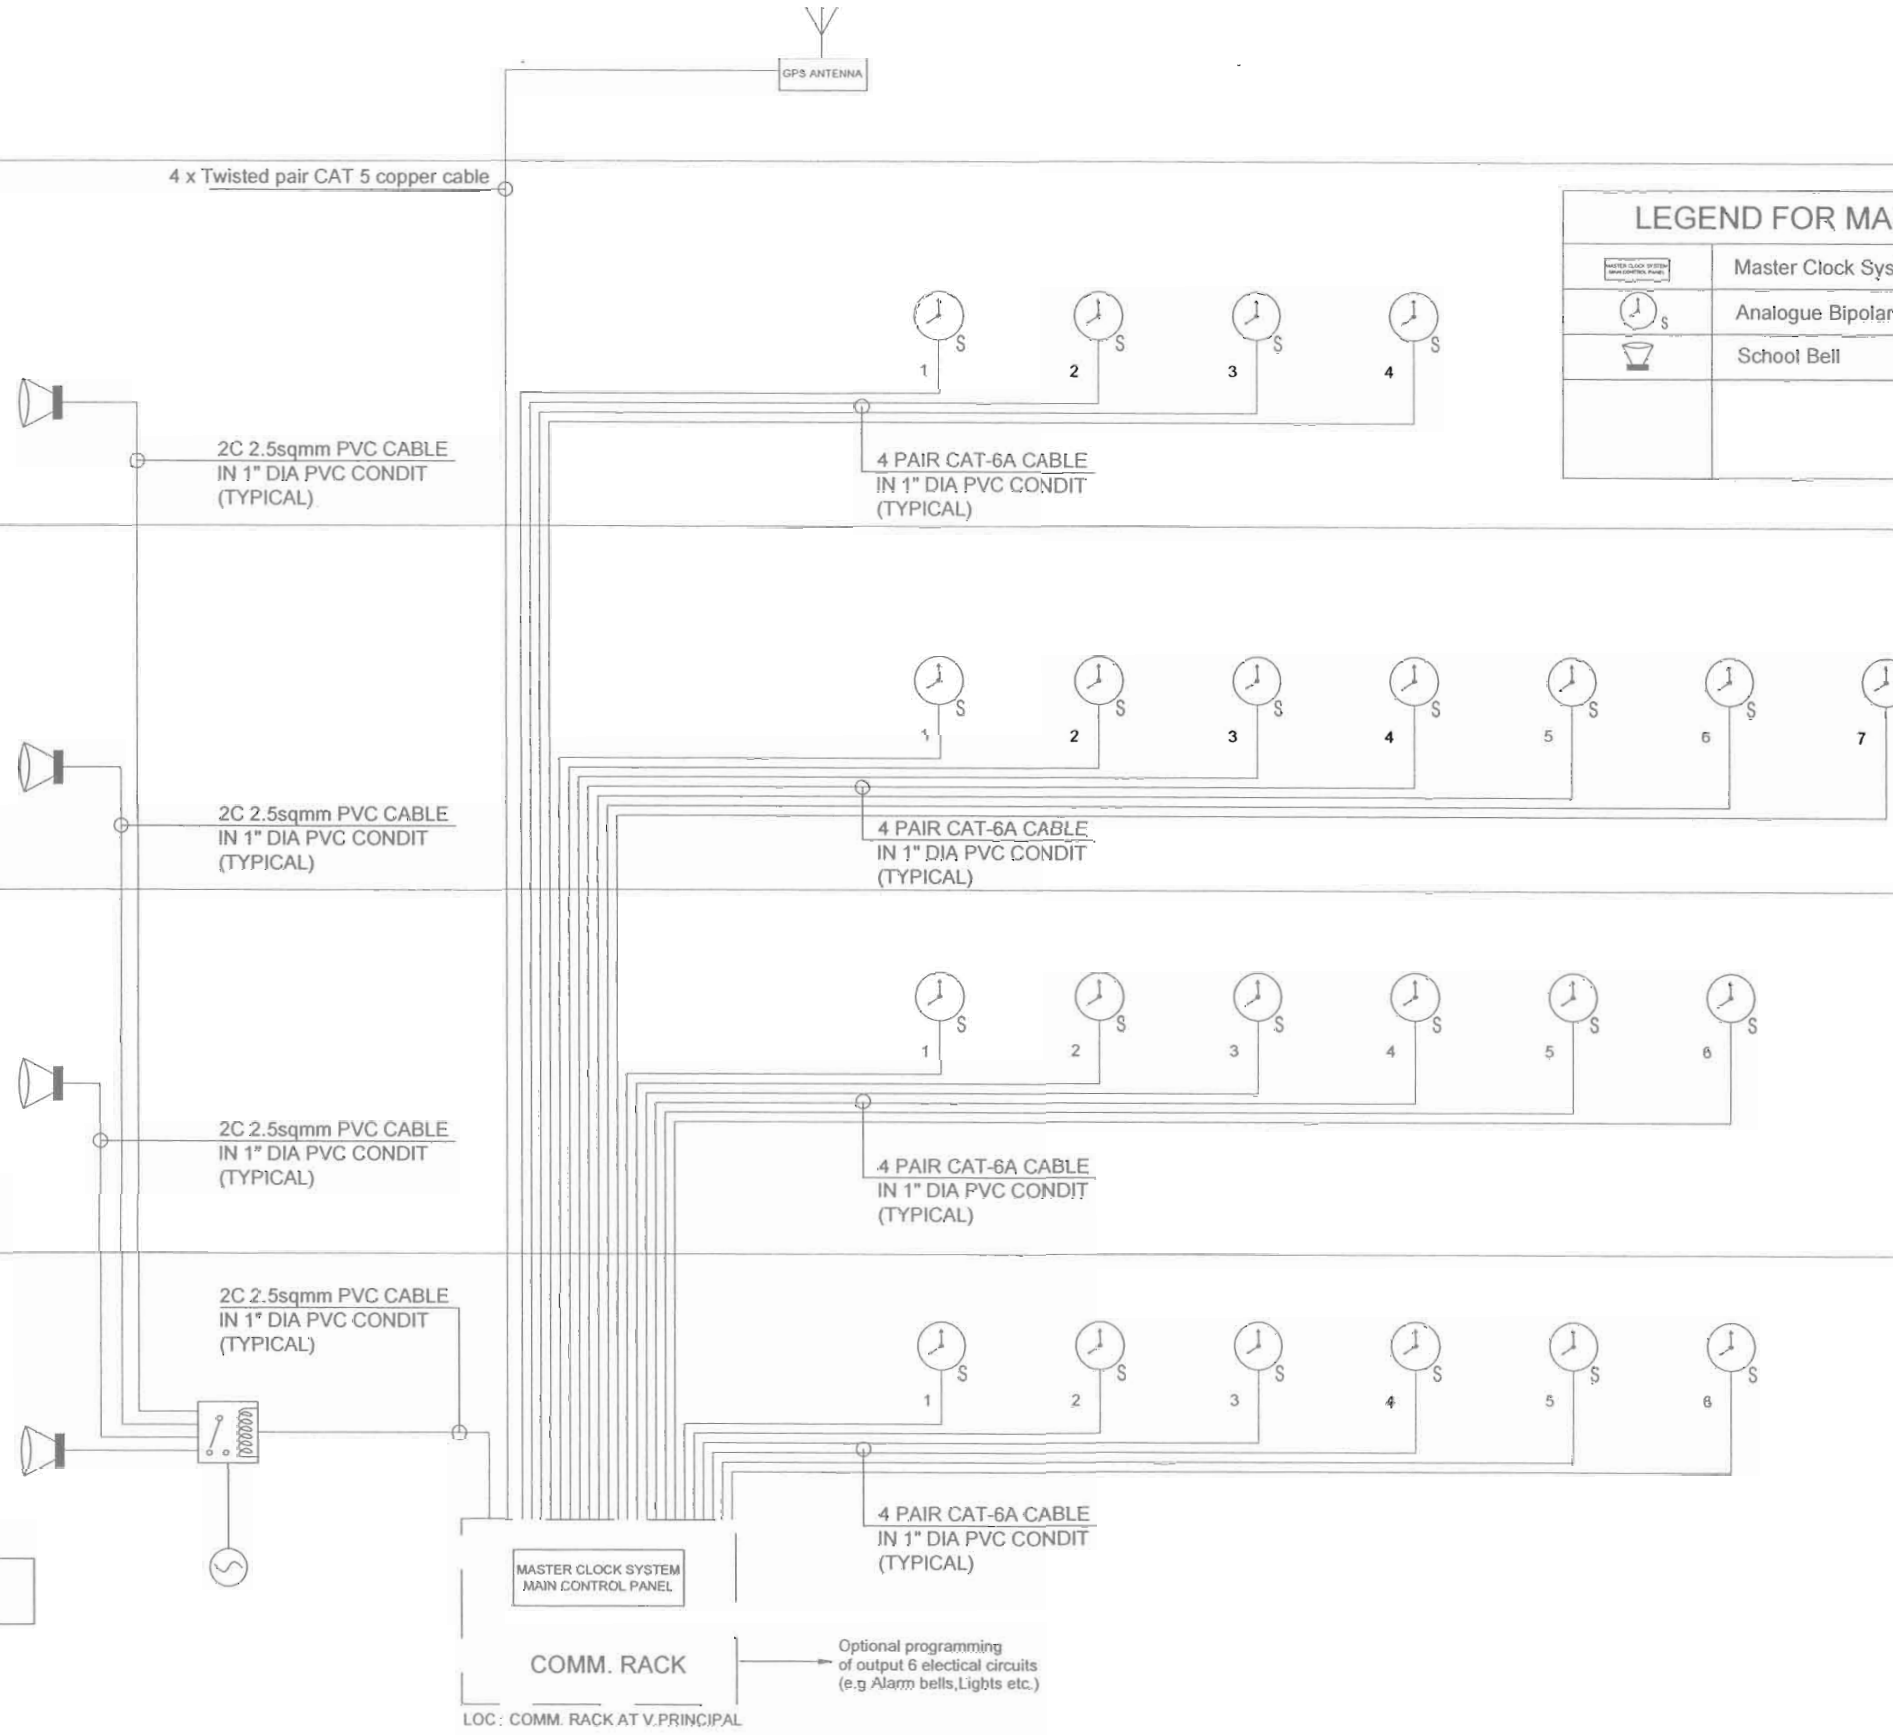 GPS ANTENNA
4 x Twisted pair CAT 5 copper cable
LEGEND FOR MA
MASTER CLOCK SYSTEM
MAIN CONTROL PANEL
Master Clock Sys
S
Analogue Bipolar
School Bell
S
S
S
S
1
2
3
4
2C 2.5sqmm PVC CABLE
IN 1" DIA PVC CONDIT
(TYPICAL)
4 PAIR CAT-6A CABLE
IN 1" DIA PVC CONDIT
(TYPICAL)
S
S
S
S
S
S
1
2
3
4
5
6
7
2C 2.5sqmm PVC CABLE
IN 1" DIA PVC CONDIT
(TYPICAL)
4 PAIR CAT-6A CABLE
IN 1" DIA PVC CONDIT
(TYPICAL)
S
S
S
S
S
S
1
2
3
4
5
6
2C 2.5sqmm PVC CABLE
IN 1" DIA PVC CONDIT
(TYPICAL)
4 PAIR CAT-6A CABLE
IN 1" DIA PVC CONDIT
(TYPICAL)
2C 2.5sqmm PVC CABLE
IN 1" DIA PVC CONDIT
(TYPICAL)
S
S
S
S
S
S
1
2
3
4
5
6
4 PAIR CAT-6A CABLE
IN 1" DIA PVC CONDIT
(TYPICAL)
MASTER CLOCK SYSTEM
MAIN CONTROL PANEL
COMM. RACK
Optional programming
of output 6 electical circuits
(e.g Alarm bells,Lights etc.)
LOC: COMM. RACK AT V.PRINCIPAL